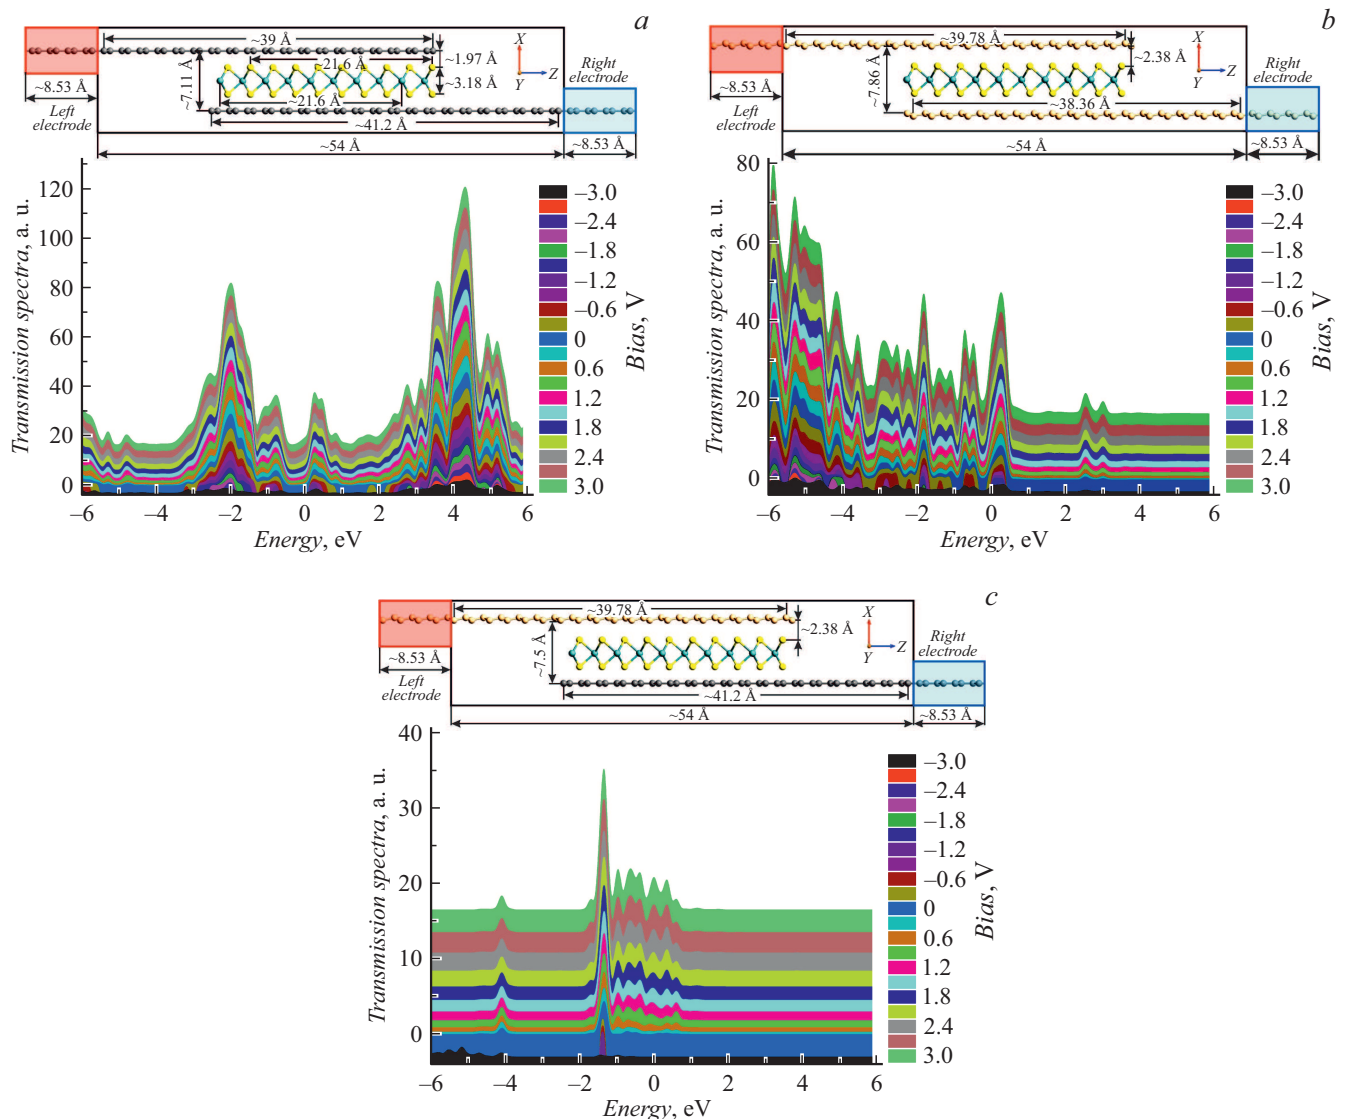 a
~39 Å
X
Z
Y
~1.97 Å
~21.6 Å
~3.18 Å
Right
electrode
~8.53 Å
~7.11 Å
~21.6 Å
Left
electrode
~41.2 Å
~54 Å
~8.53 Å
Transmission spectra, a. u.
120
100
80
60
40
20
0
–6
–4
–2
0
2
4
6
Energy, eV
–3.0
–2.4
–1.8
–1.2
–0.6
0
0.6
1.2
1.8
2.4
3.0
Bias, V
b
~39.78 Å
X
Z
Y
~2.38 Å
Right
electrode
~8.53 Å
~7.86 Å
~38.36 Å
Left
electrode
~54 Å
~8.53 Å
Transmission spectra, a. u.
80
60
40
20
0
–6
–4
–2
0
2
4
6
Energy, eV
–3.0
–2.4
–1.8
–1.2
–0.6
0
0.6
1.2
1.8
2.4
3.0
Bias, V
c
~39.78 Å
X
Z
Y
~2.38 Å
Right
electrode
~8.53 Å
~7.5 Å
Left
electrode
~41.2 Å
~54 Å
~8.53 Å
Transmission spectra, a. u.
40
30
20
10
0
–6
–4
–2
0
2
4
6
Energy, eV
–3.0
–2.4
–1.8
–1.2
–0.6
0
0.6
1.2
1.8
2.4
3.0
Bias, V